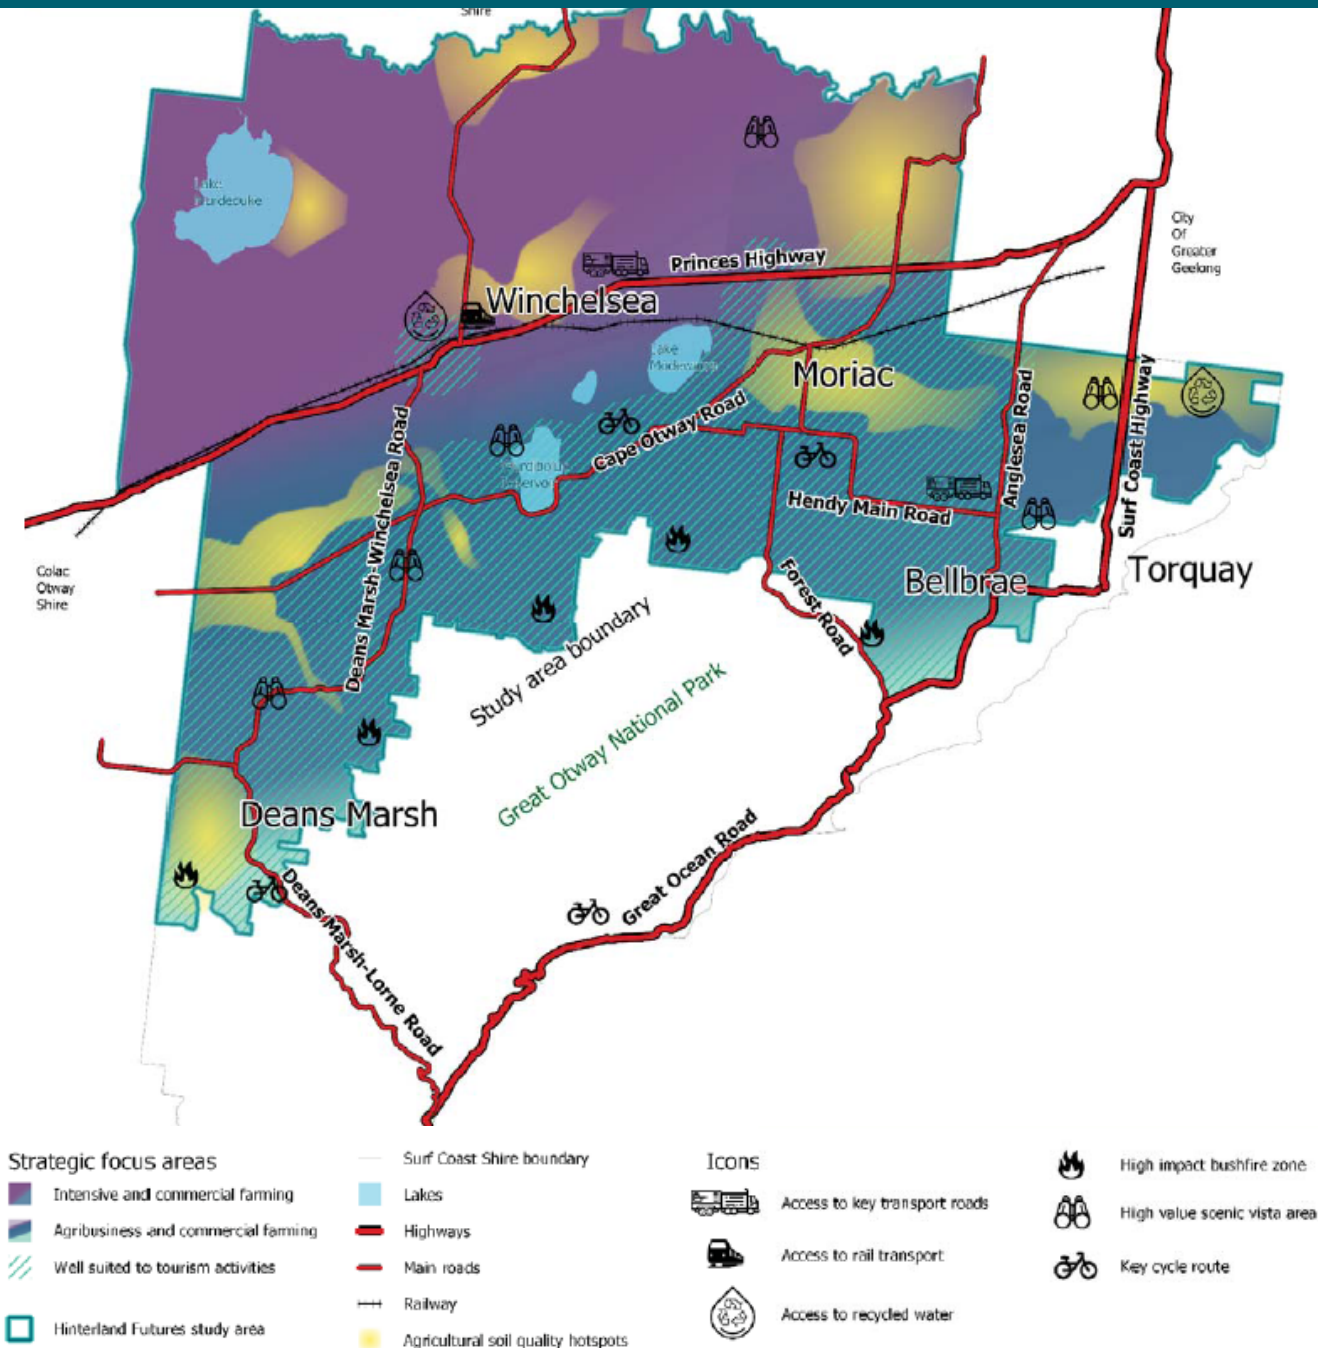 Shire
Lake
Murdeduke
City
Of
Greater
Geelong
Princes Highway
Winchelsea
Lake
Modewarre
Moriac
Surf Coast Highway
Anglesea Road
Cape Otway Road
Deans Marsh-Winchelsea Road
Hendy Main Road
Colac
Otway
Shire
Forest Road
Bellbrae
Torquay
Study area boundary
Great Otway National Park
Deans Marsh
Great Ocean Road
Deans Marsh-Lorne Road
Strategic focus areas
Intensive and commercial farming
Agribusiness and commercial farming
Well suited to tourism activities
Hinterland Futures study area
Surf Coast Shire boundary
Lakes
Highways
Main roads
Railway
Agricultural soil quality hotspots
Icons
Access to key transport roads
Access to rail transport
Access to recycled water
High impact bushfire zone
High value scenic vista area
Key cycle route